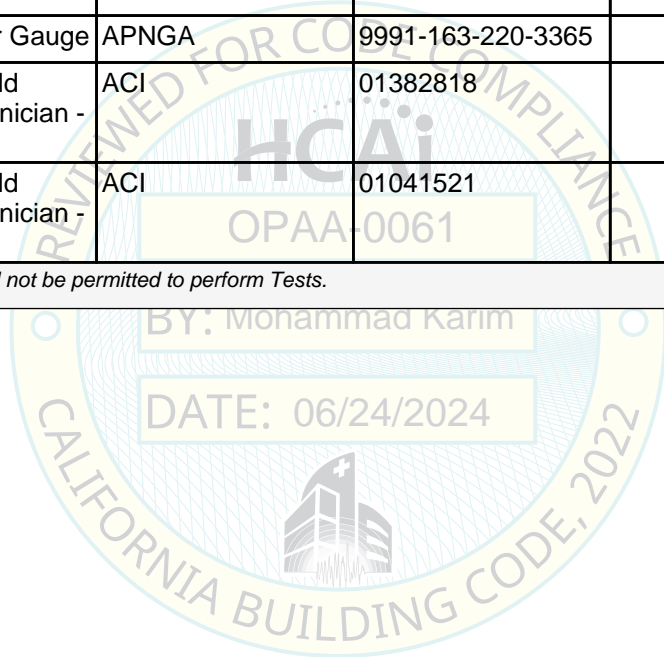 r Gauge APNGA 9991-163-220-3365
ld ACI 01382818
nician -
ld ACI 01041521
nician -
not be permitted to perform Tests.
REVIEWED FOR CODE COMPLIANCE
HCAi
OPAA-0061
BY: Mohammad Karim
DATE: 06/24/2024
CALIFORNIA BUILDING CODE, 2022